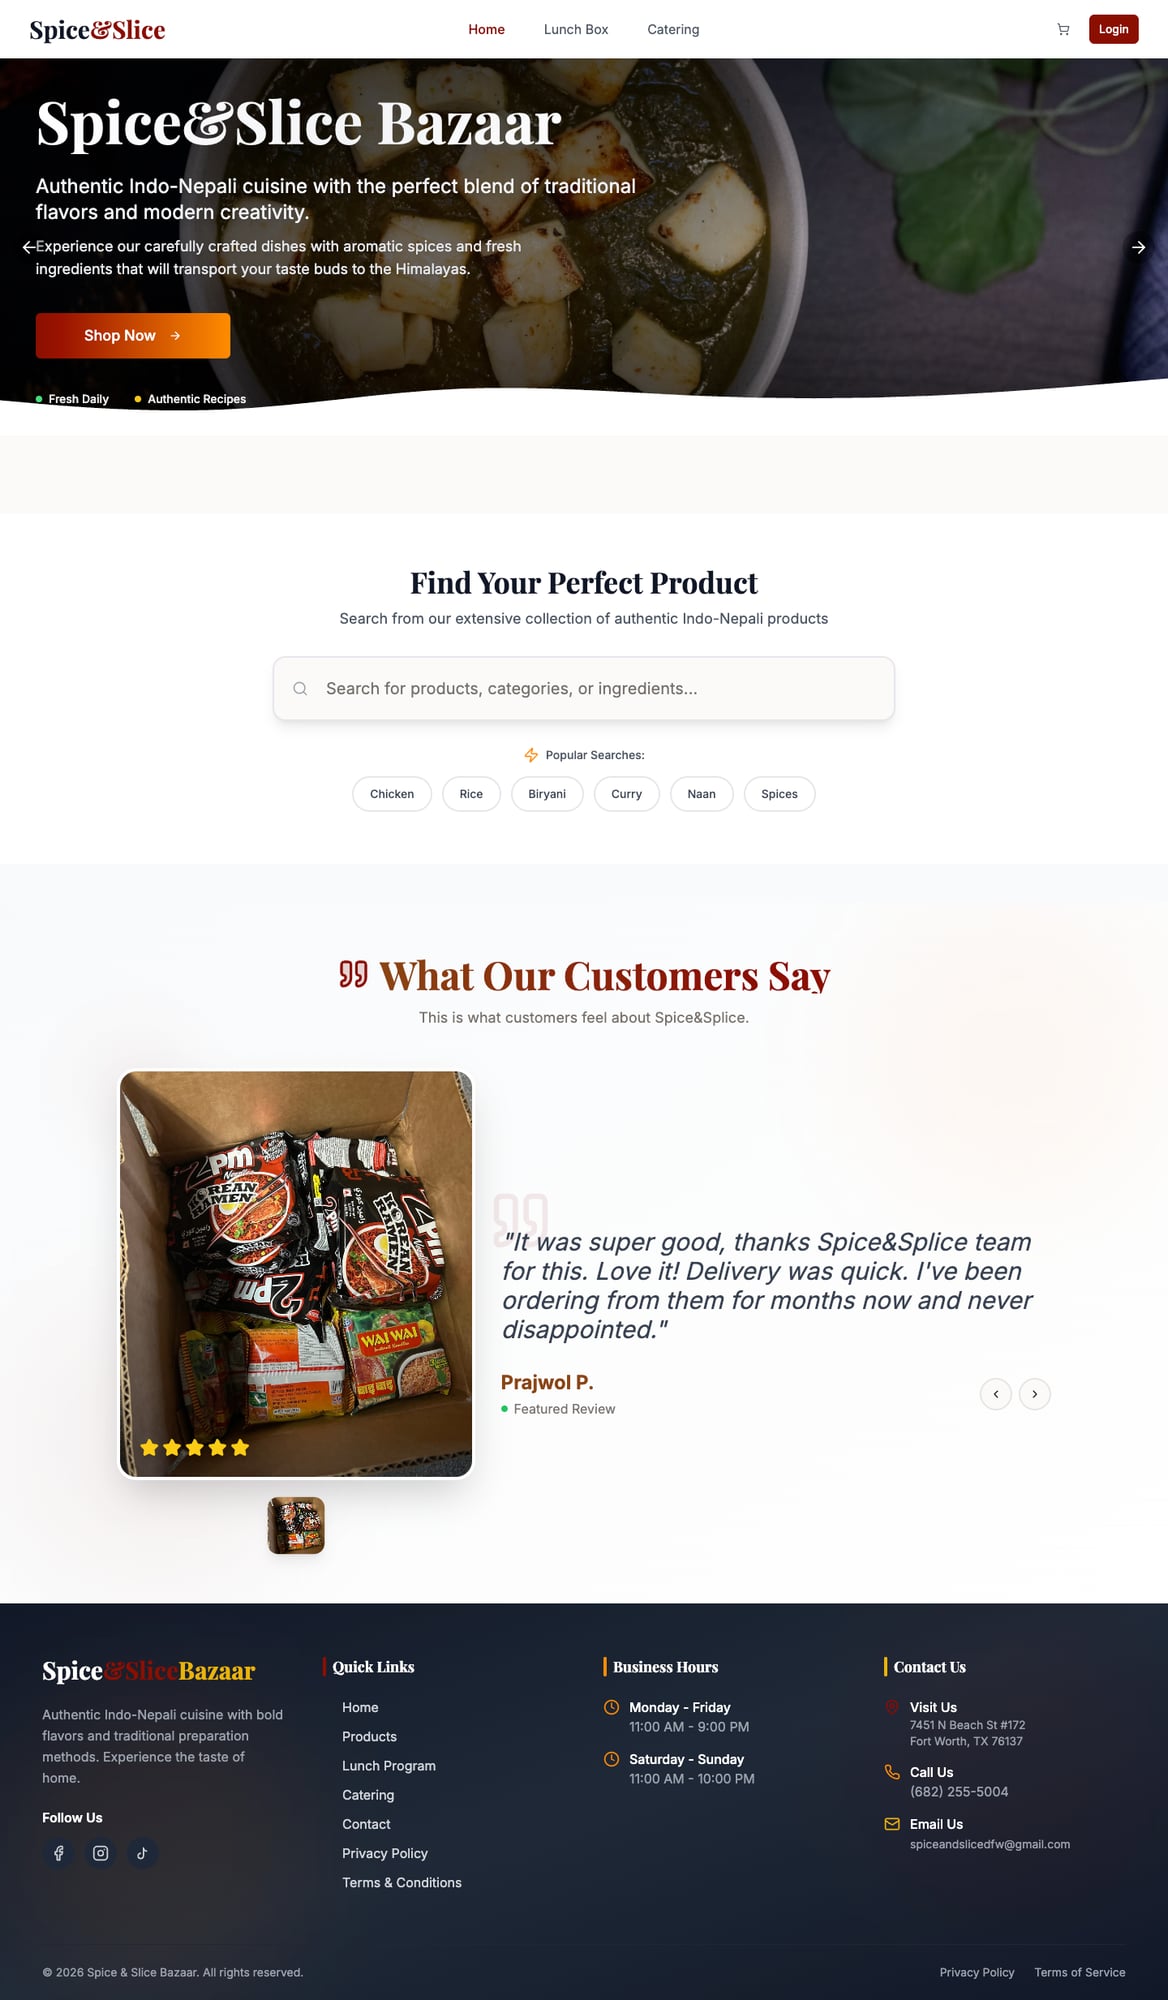 Spice&Slice
Home
Lunch Box
Catering
Login
Spice&Slice Bazaar
Authentic Indo-Nepali cuisine with the perfect blend of traditional
flavors and modern creativity.
Experience our carefully crafted dishes with aromatic spices and fresh
ingredients that will transport your taste buds to the Himalayas.
Shop Now
Fresh Daily
Authentic Recipes
Find Your Perfect Product
Search from our extensive collection of authentic Indo-Nepali products
Search for products, categories, or ingredients...
Popular Searches:
Chicken
Rice
Biryani
Curry
Naan
Spices
What Our Customers Say
This is what customers feel about Spice&Splice.
2pm
Noodles
KOREAN
RAMEN
2pm
KOREAN
RAMEN
2pm
WAI WAI
Instant Noodles
"It was super good, thanks Spice&Splice team
for this. Love it! Delivery was quick. I've been
ordering from them for months now and never
disappointed."
Prajwol P.
Featured Review
Spice&SliceBazaar
Authentic Indo-Nepali cuisine with bold
flavors and traditional preparation
methods. Experience the taste of
home.
Follow Us
Quick Links
Home
Products
Lunch Program
Catering
Contact
Privacy Policy
Terms & Conditions
Business Hours
Monday - Friday
11:00 AM - 9:00 PM
Saturday - Sunday
11:00 AM - 10:00 PM
Contact Us
Visit Us
7451 N Beach St #172
Fort Worth, TX 76137
Call Us
(682) 255-5004
Email Us
spiceandslicedfw@gmail.com
© 2026 Spice & Slice Bazaar. All rights reserved.
Privacy Policy
Terms of Service